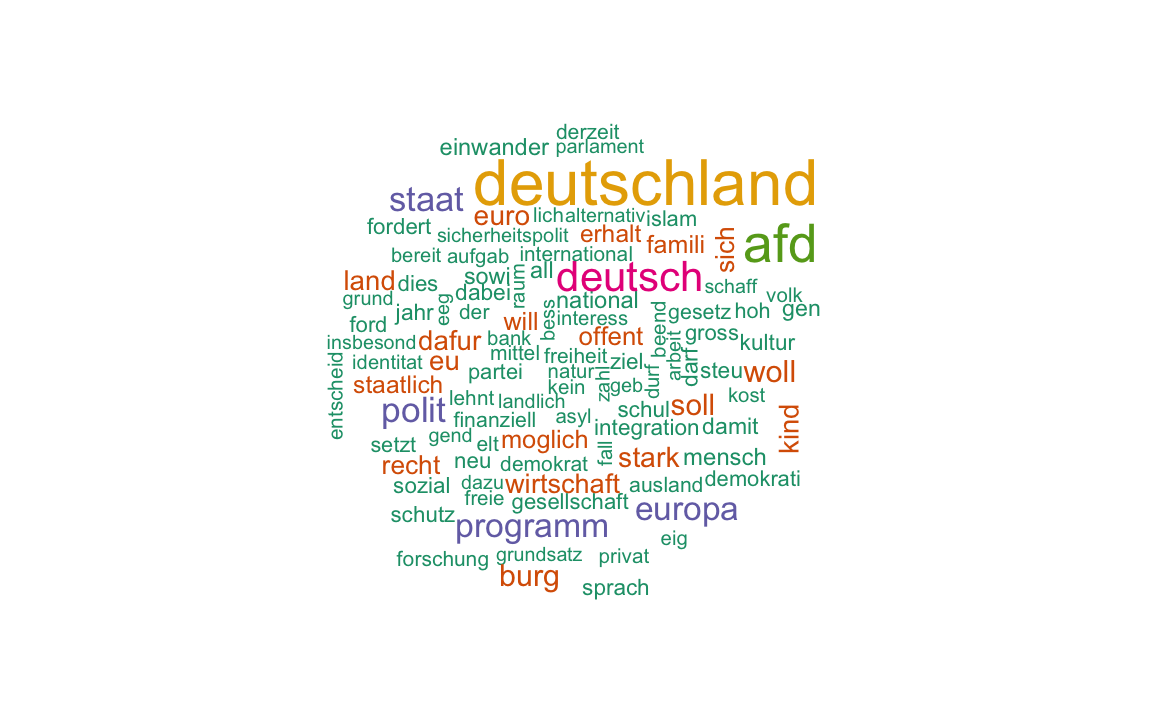 derzeit
einwander parlament
deutschland
staat
euro lich alternativ islam
fordert
sicherheitspolit erhalt famili sich afd
bereit aufgab international
land dies sowi all deutsch schaff
grund dabei raum national volk
jahr eeg der bess interess beend gesetz hoh gen
ford will
insbesond dafur bank offent arbeit gross kultur
identitat eu mittel freiheit ziel darf
entscheid partei natur zahl durf steu woll
staatlich kein geb
lehnt landlich kost
polit finanziell asyl schul soll kind
setzt gend elt moglich integration damit
recht neu demokrat fall stark mensch
sozial dazu wirtschaft ausland demokrati
freie gesellschaft
schutz programm europa
eig
forschung grundsatz privat
burg
sprach